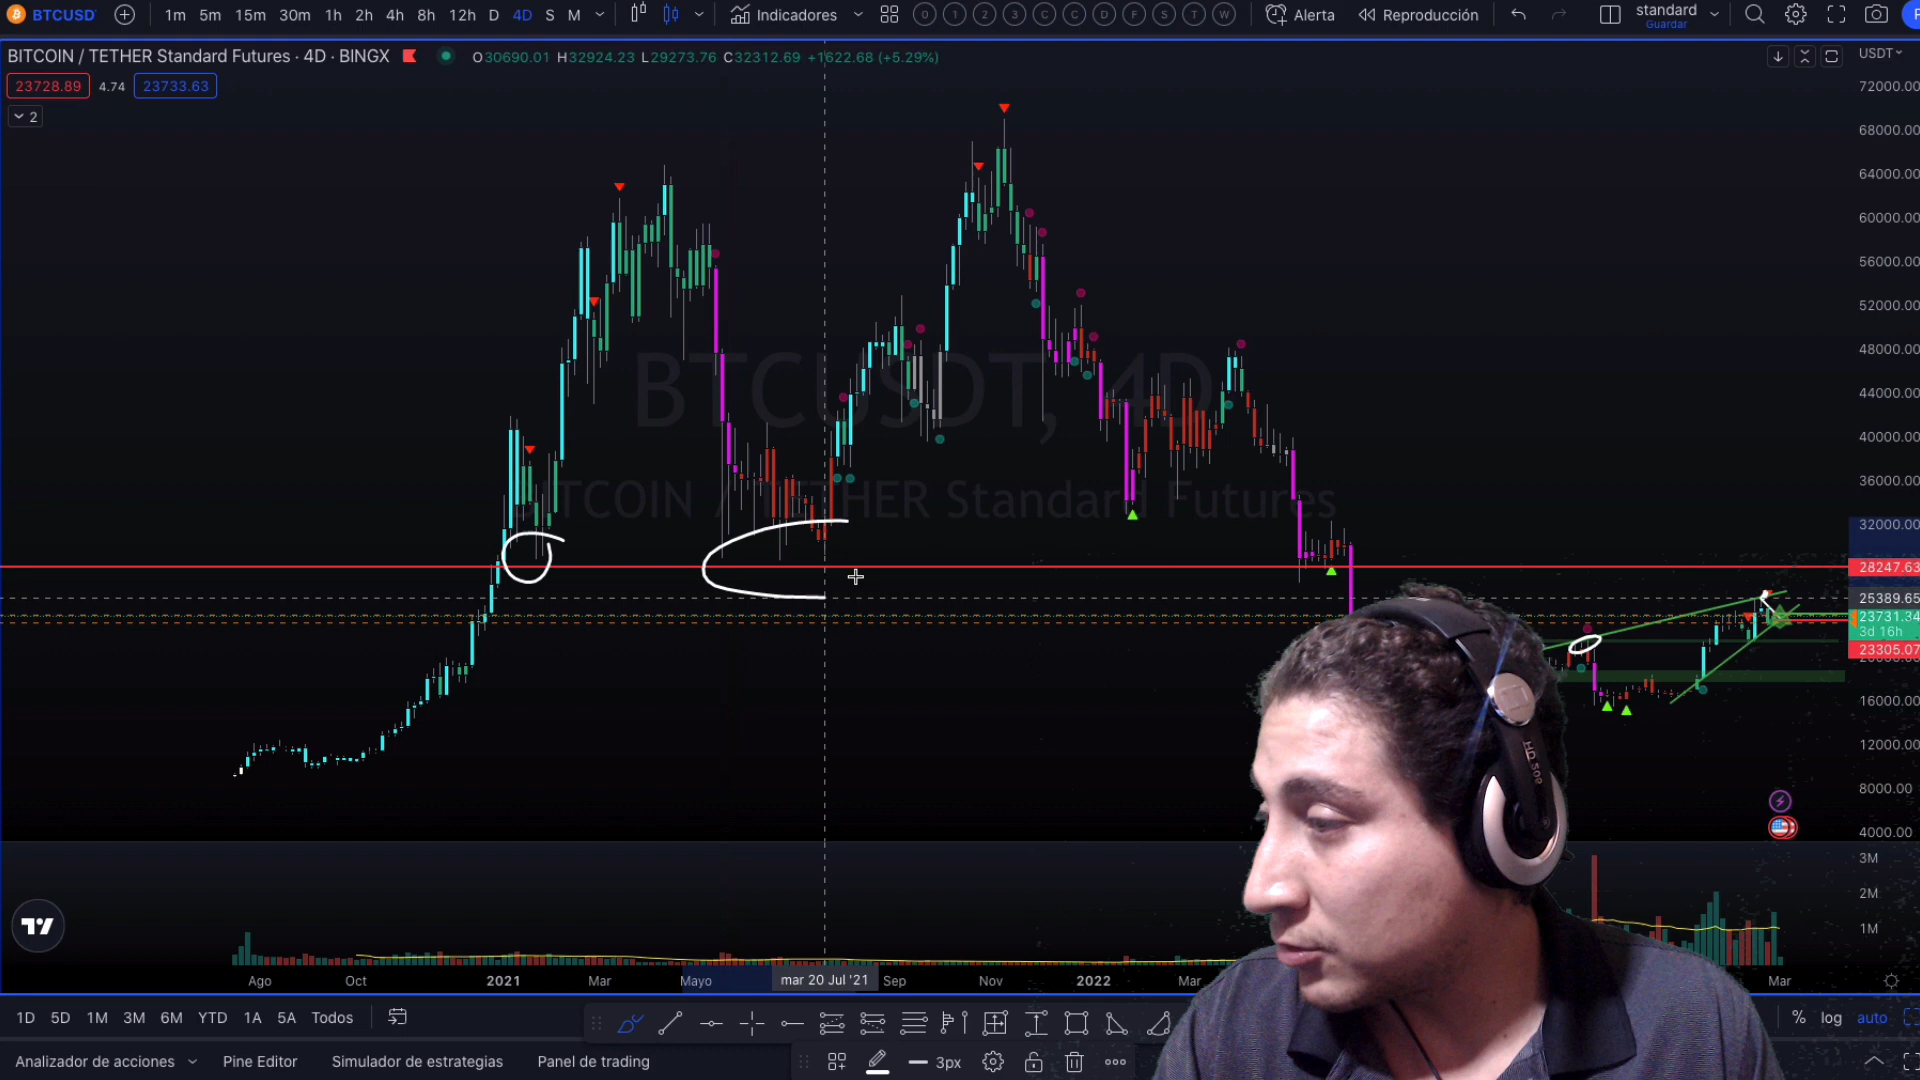 BTCUSD 1m 5m 15m 30m 1h 2h 4h 8h 12h D 4D S M Indicadores 0 1 2 3 C C D F S T W Alerta Reproducción standard
Guardar
BITCOIN / TETHER Standard Futures · 4D · BINGX O30690.01 H32924.23 L29273.76 C32312.69 +1622.68 (+5.29%) USDT
23728.89 4.74 23733.63
2
72000.00
68000.00
64000.00
60000.00
56000.00
52000.00
48000.00
44000.00
40000.00
36000.00
32000.00
28247.63
25389.65
23731.34
3d 16h
23305.07
16000.00
12000.00
8000.00
4000.00
BTCUSDT, 4D
BITCOIN / TETHER Standard Futures
3M
2M
1M
HD 500
Ago Oct 2021 Mar Mayo mar 20 Jul '21 Sep Nov 2022 Mar Mar
1D 5D 1M 3M 6M YTD 1A 5A Todos % log auto
Analizador de acciones Pine Editor Simulador de estrategias Panel de trading 3px